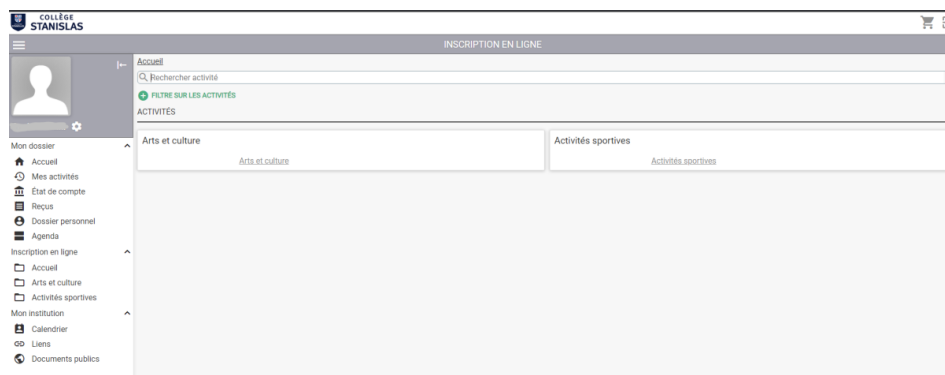 COLLÈGE
STANISLAS
INSCRIPTION EN LIGNE
Accueil
Rechercher activité
FILTRE SUR LES ACTIVITÉS
ACTIVITÉS
Arts et culture
Arts et culture
Activités sportives
Activités sportives
Mon dossier
Accueil
Mes activités
État de compte
Reçus
Dossier personnel
Agenda
Inscription en ligne
Accueil
Arts et culture
Activités sportives
Mon institution
Calendrier
Liens
Documents publics